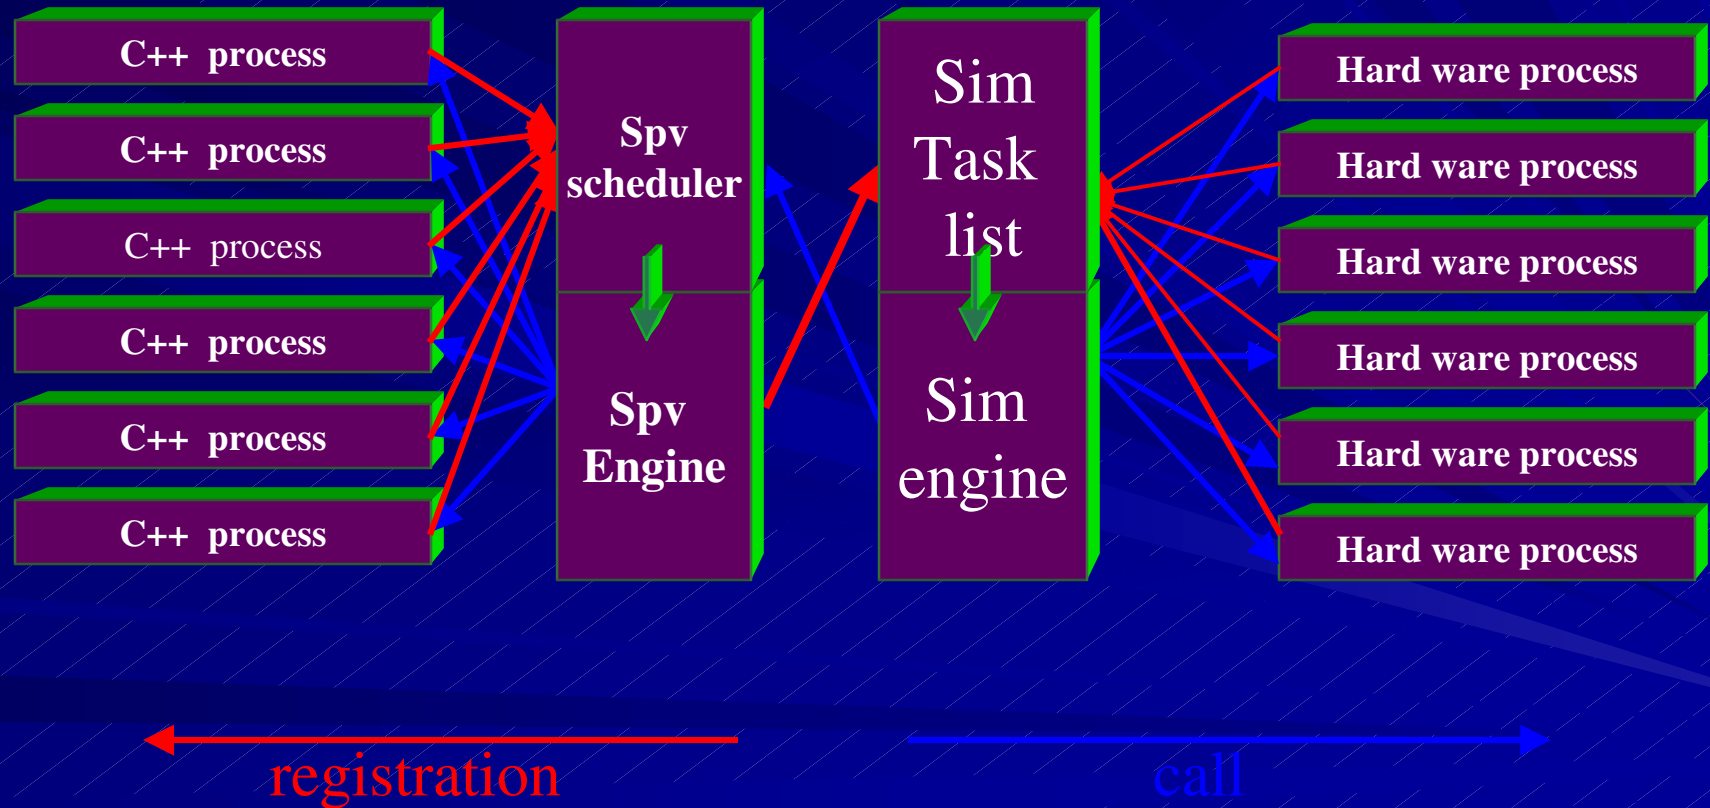 C++ process
C++ process
C++ process
C++ process
C++ process
C++ process
Spv
scheduler
Spv
Engine
Sim
Task
list
Sim
engine
Hard ware process
Hard ware process
Hard ware process
Hard ware process
Hard ware process
Hard ware process
registration
call